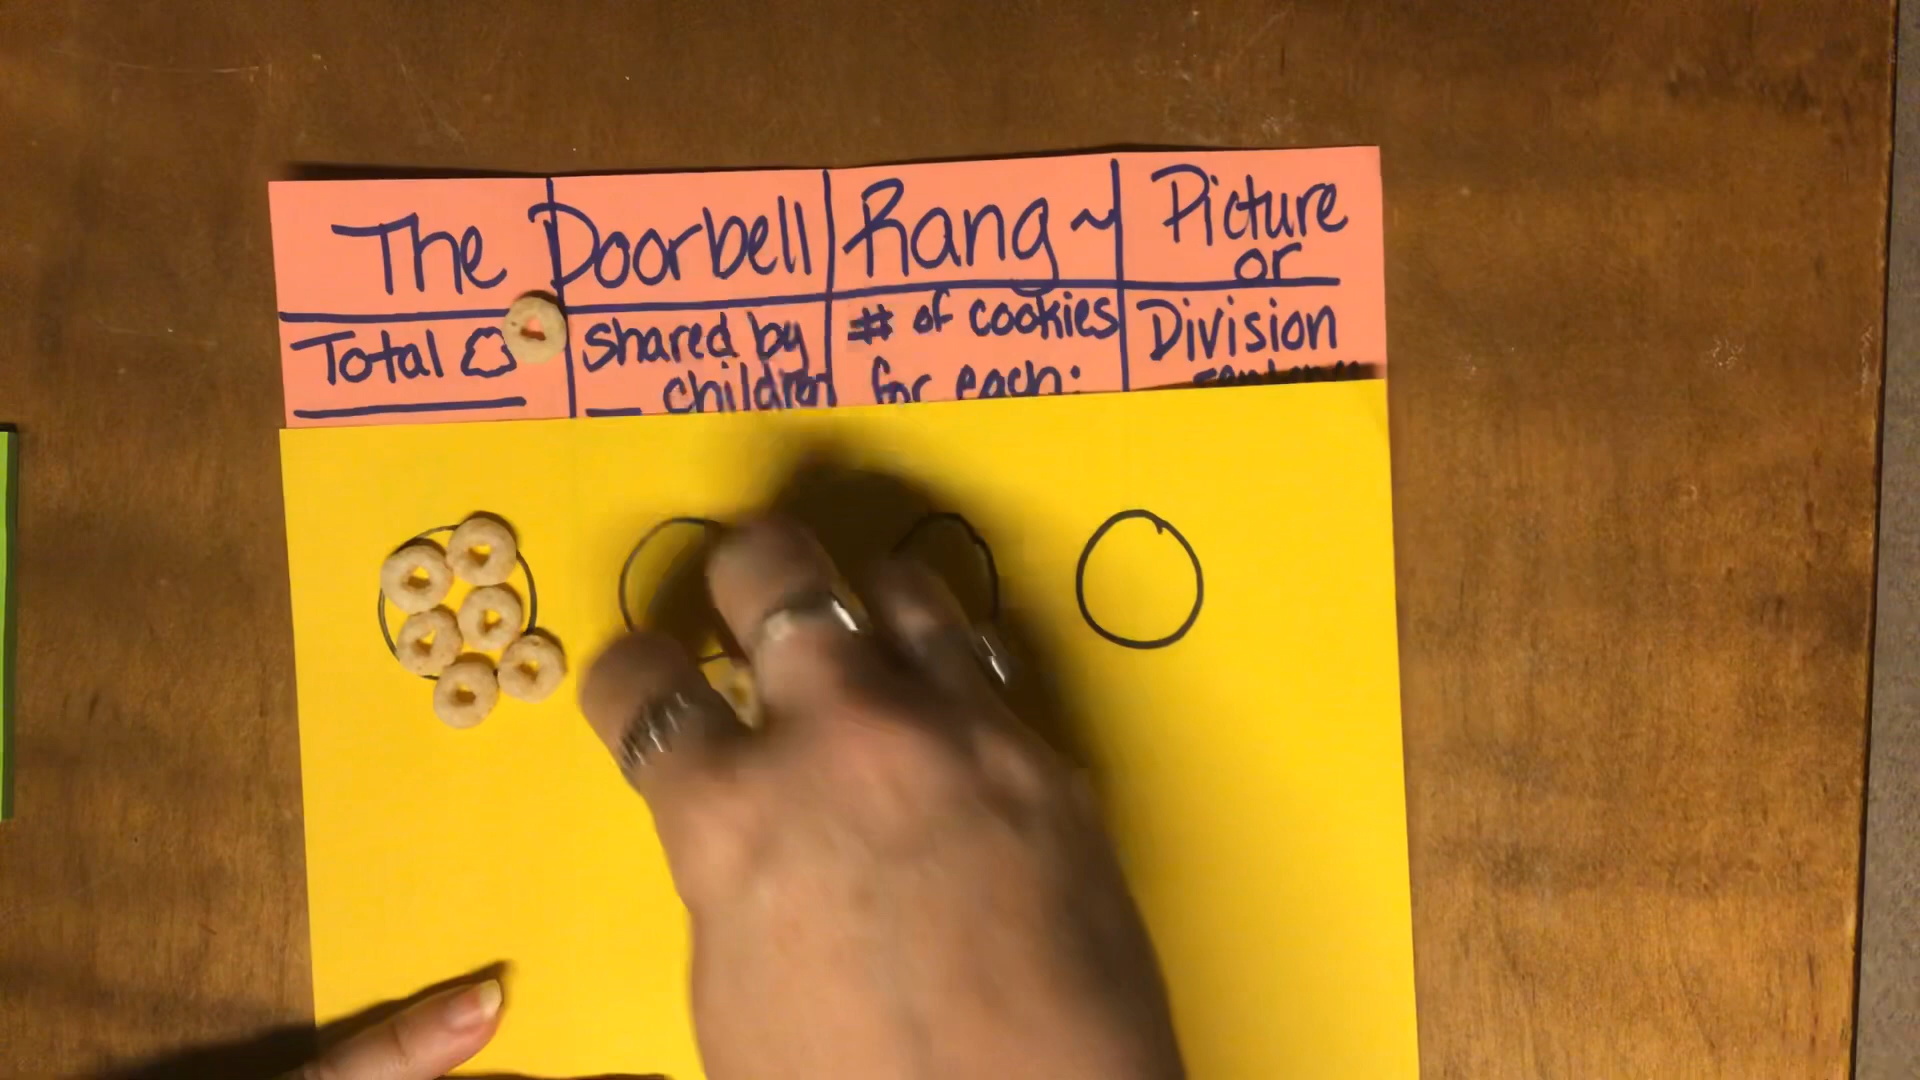 The Doorbell Rang ~
Picture
or
Division
Total
shared by
_ children
# of cookies
for each: